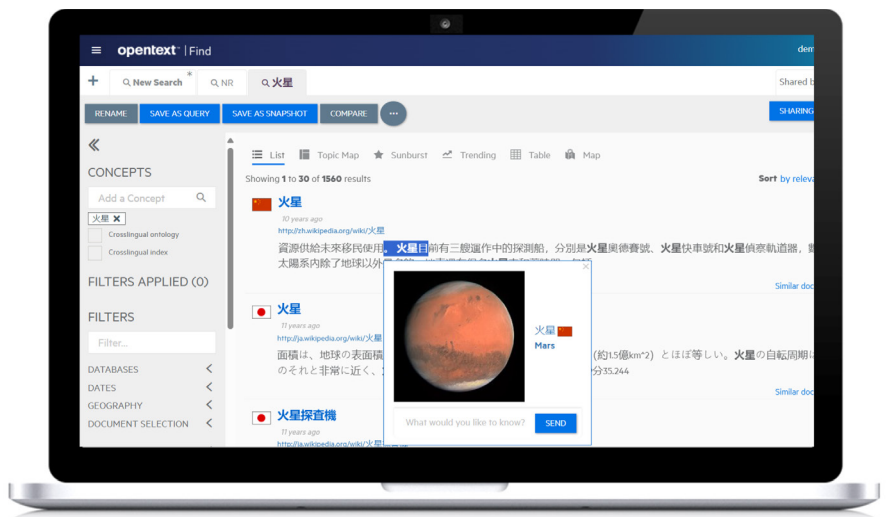 opentext™ | Find
dem
+ New Search * NR 火星
Shared b
RENAME SAVE AS QUERY SAVE AS SNAPSHOT COMPARE ...
SHARING
CONCEPTS
Add a Concept
火星 ✖
Crosslingual ontology
Crosslingual index
FILTERS APPLIED (0)
FILTERS
Filter...
DATABASES
DATES
GEOGRAPHY
DOCUMENT SELECTION
List Topic Map Sunburst Trending Table Map
Showing 1 to 30 of 1560 results
Sort by releva
火星
10 years ago
http://zh.wikipedia.org/wiki/火星
資源供給未來移民使用。火星目前有三艘運作中的探測船，分別是火星奧德賽號、火星快車號和火星偵察軌道器，數
太陽系內除了地球以外
Similar doc
火星
11 years ago
http://ja.wikipedia.org/wiki/火星
面積は、地球の表面積
(約1.5億km^2）とほぼ等しい。火星の自転周期は
のそれと非常に近く、
分35.244
Similar doc
火星探査機
11 years ago
http://ja.wikipedia.org/wiki/火星
火星
Mars
What would you like to know?
SEND